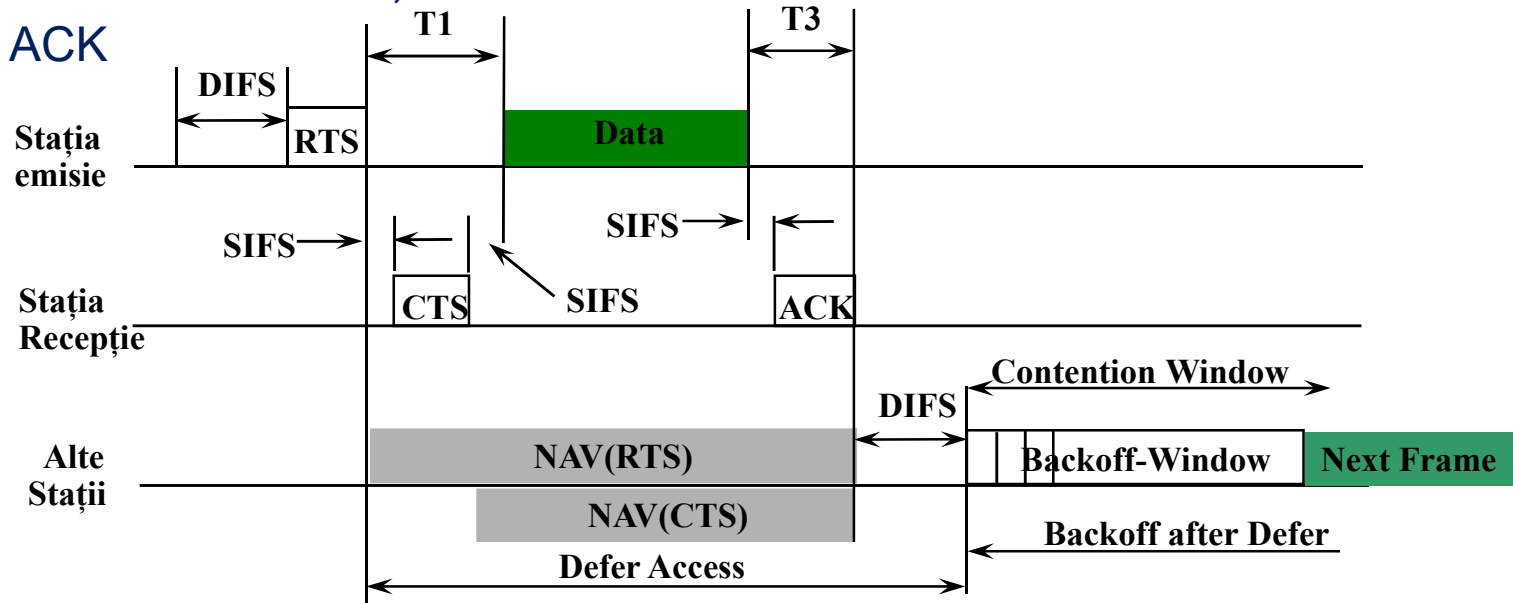 ACK
T1
T3
DIFS
RTS
Data
Stația
emisie
SIFS
SIFS
SIFS
CTS
ACK
Stația
Recepție
Contention Window
DIFS
NAV(RTS)
Backoff-Window
Next Frame
Alte
Stații
NAV(CTS)
Backoff after Defer
Defer Access